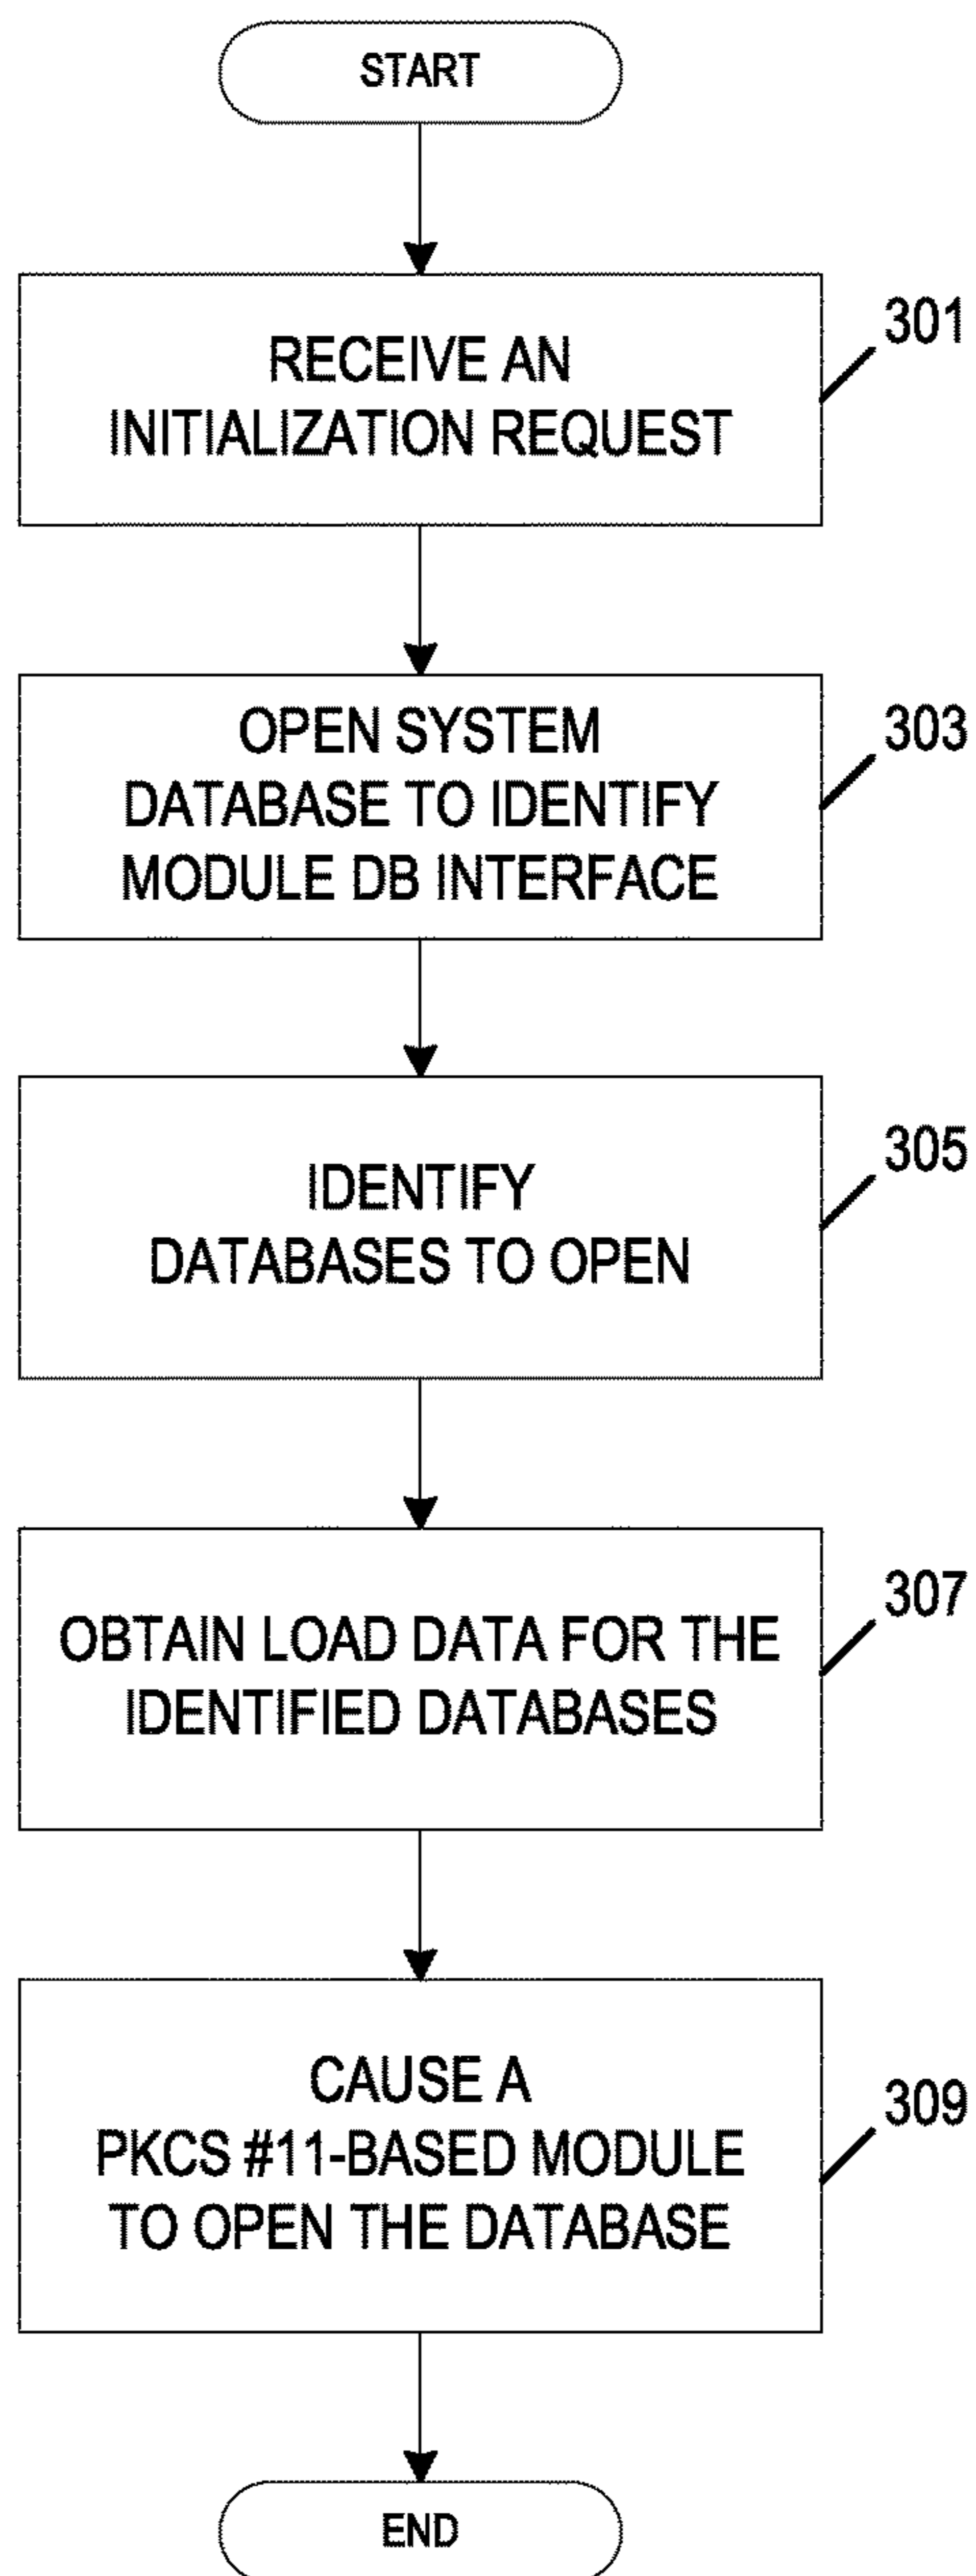 START
RECEIVE AN
INITIALIZATION REQUEST
301
OPEN SYSTEM
DATABASE TO IDENTIFY
MODULE DB INTERFACE
303
IDENTIFY
DATABASES TO OPEN
305
OBTAIN LOAD DATA FOR THE
IDENTIFIED DATABASES
307
CAUSE A
PKCS #11-BASED MODULE
TO OPEN THE DATABASE
309
END